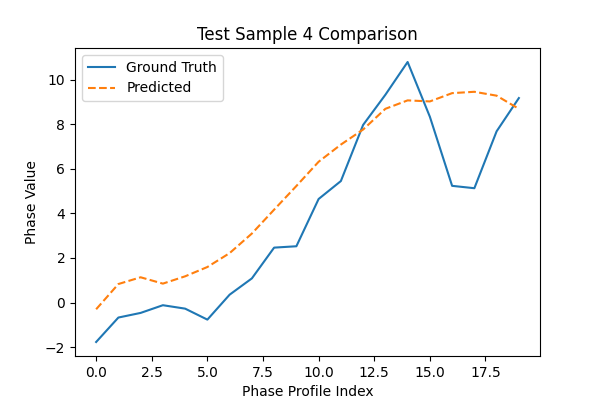 Test Sample 4 Comparison
Ground Truth
Predicted
10
8
6
4
2
0
−2
Phase Value
0.0 2.5 5.0 7.5 10.0 12.5 15.0 17.5
Phase Profile Index